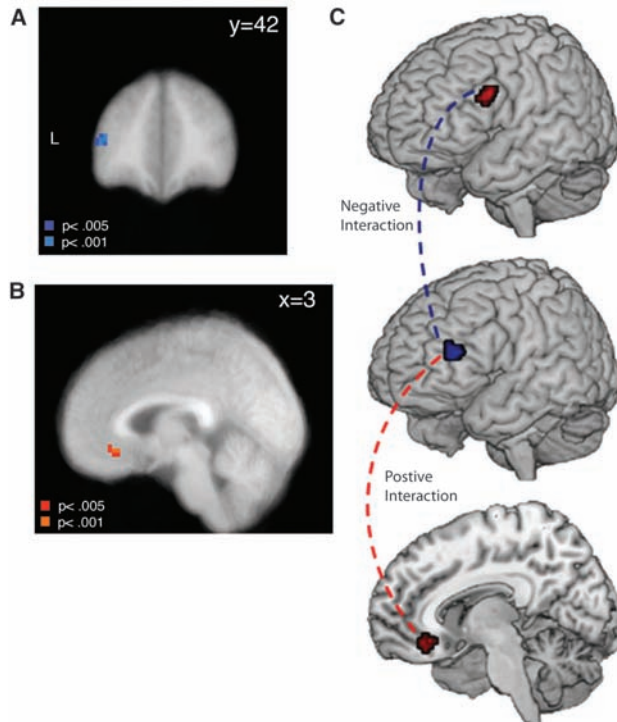 A
y=42
L
p< .005
p< .001
B
x=3
p< .005
p< .001
C
Negative
Interaction
Postive
Interaction